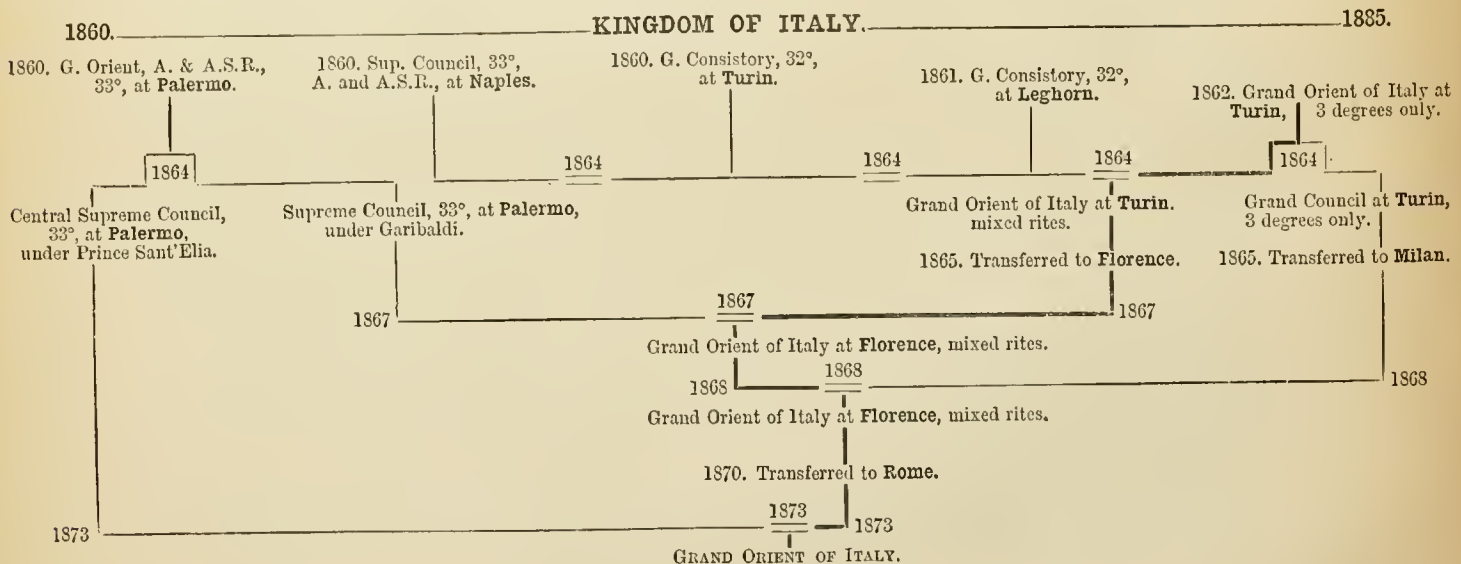 1860. KINGDOM OF ITALY. 1885.
1860. G. Orient, A. & A.S.R.,
33°, at Palermo.
1860. Sup. Council, 33°,
A. and A.S.R., at Naples.
1860. G. Consistory, 32°,
at Turin.
1861. G. Consistory, 32°,
at Leghorn.
1862. Grand Orient of Italy at
Turin, 3 degrees only.
1864
1864
1864
1864
1864
Central Supreme Council,
33°, at Palermo,
under Prince Sant'Elia.
Supreme Council, 33°, at Palermo,
under Garibaldi.
Grand Orient of Italy at Turin.
mixed rites.
Grand Council at Turin,
3 degrees only.
1865. Transferred to Florence.
1865. Transferred to Milan.
1867
1867
1867
Grand Orient of Italy at Florence, mixed rites.
1868
1868
1868
Grand Orient of Italy at Florence, mixed rites.
1870. Transferred to Rome.
1873
1873
1873
GRAND ORIENT OF ITALY.